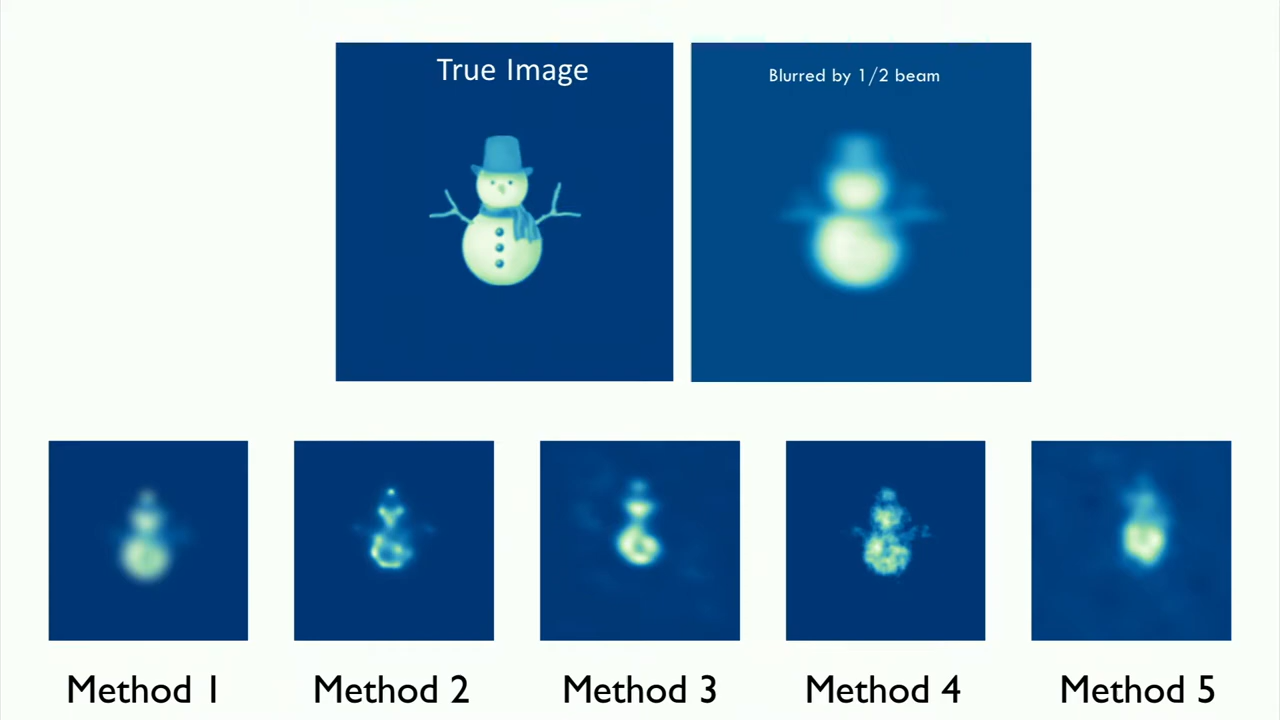 True Image
Blurred by 1/2 beam
Method 1
Method 2
Method 3
Method 4
Method 5